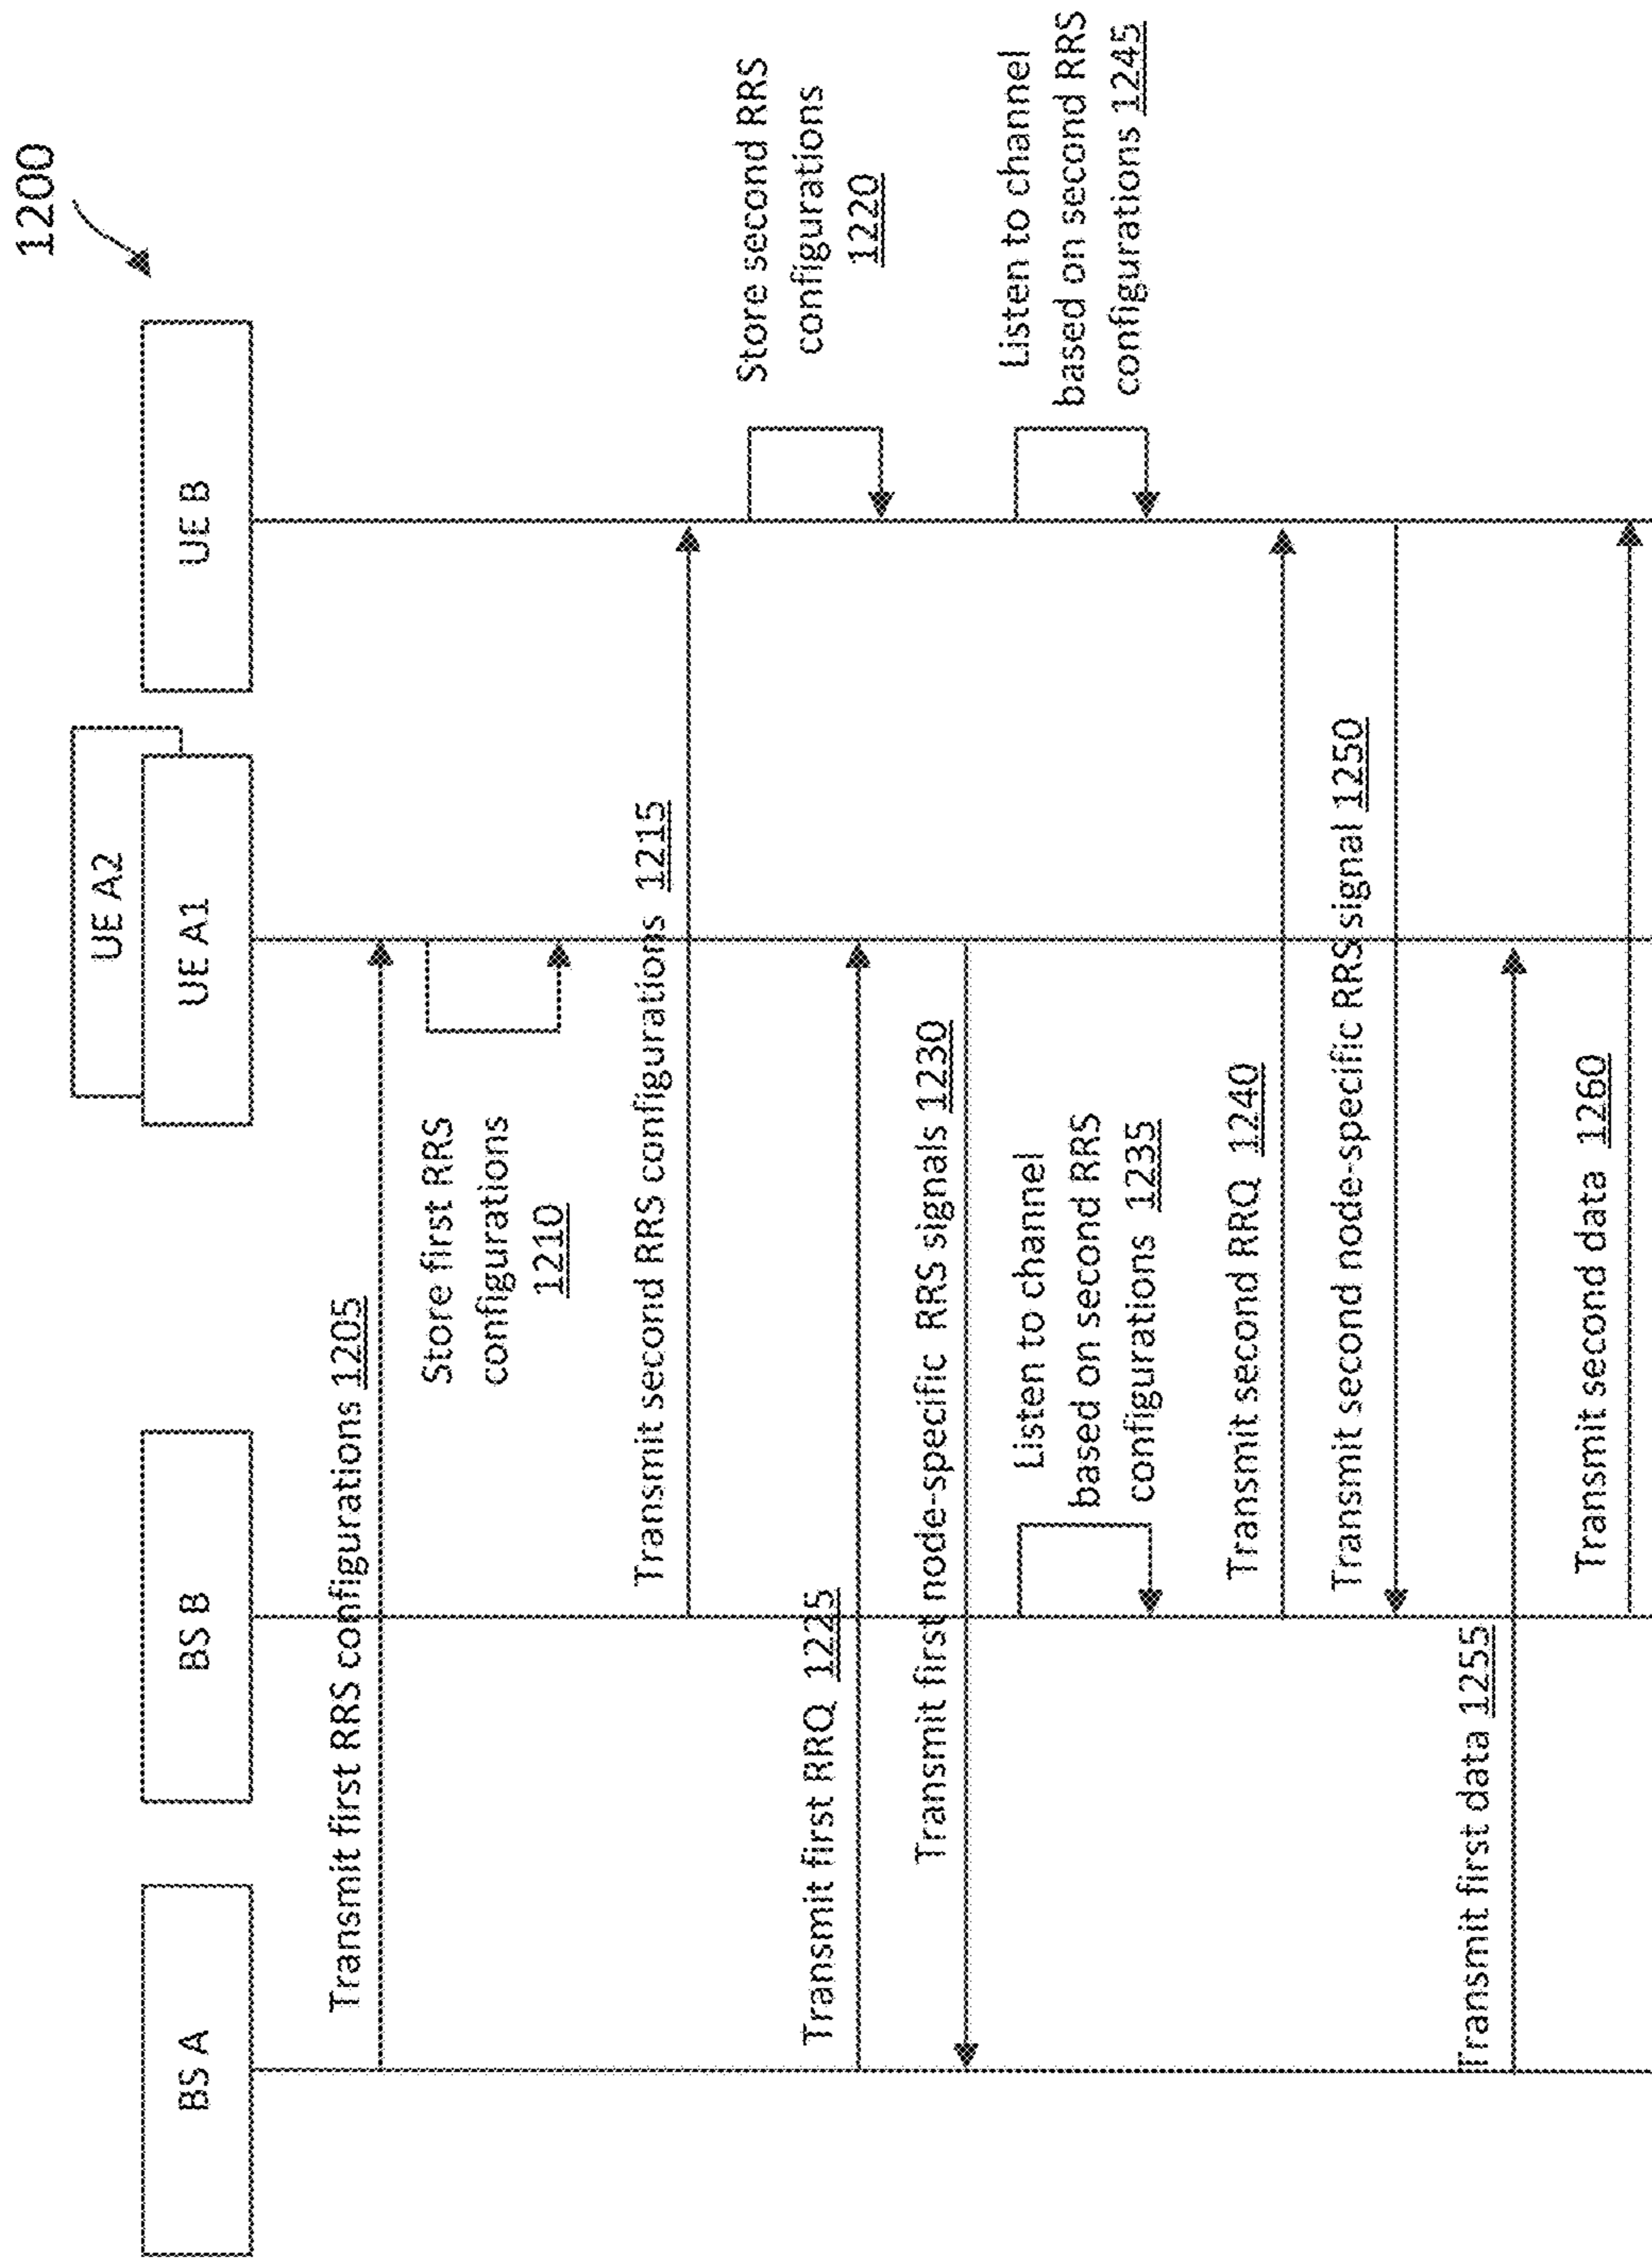 1200
BS A
BS B
UE A2
UE A1
UE B
Transmit first RRS configurations 1205
Store first RRS
configurations
1210
Transmit second RRS configurations 1215
Store second RRS
configurations
1220
Transmit first RRQ 1225
Transmit first node-specific RRS signals 1230
Listen to channel
based on second RRS
configurations 1235
Listen to channel
based on second RRS
configurations 1245
Transmit second RRQ 1240
Transmit second node-specific RRS signal 1250
Transmit first data 1255
Transmit second data 1260